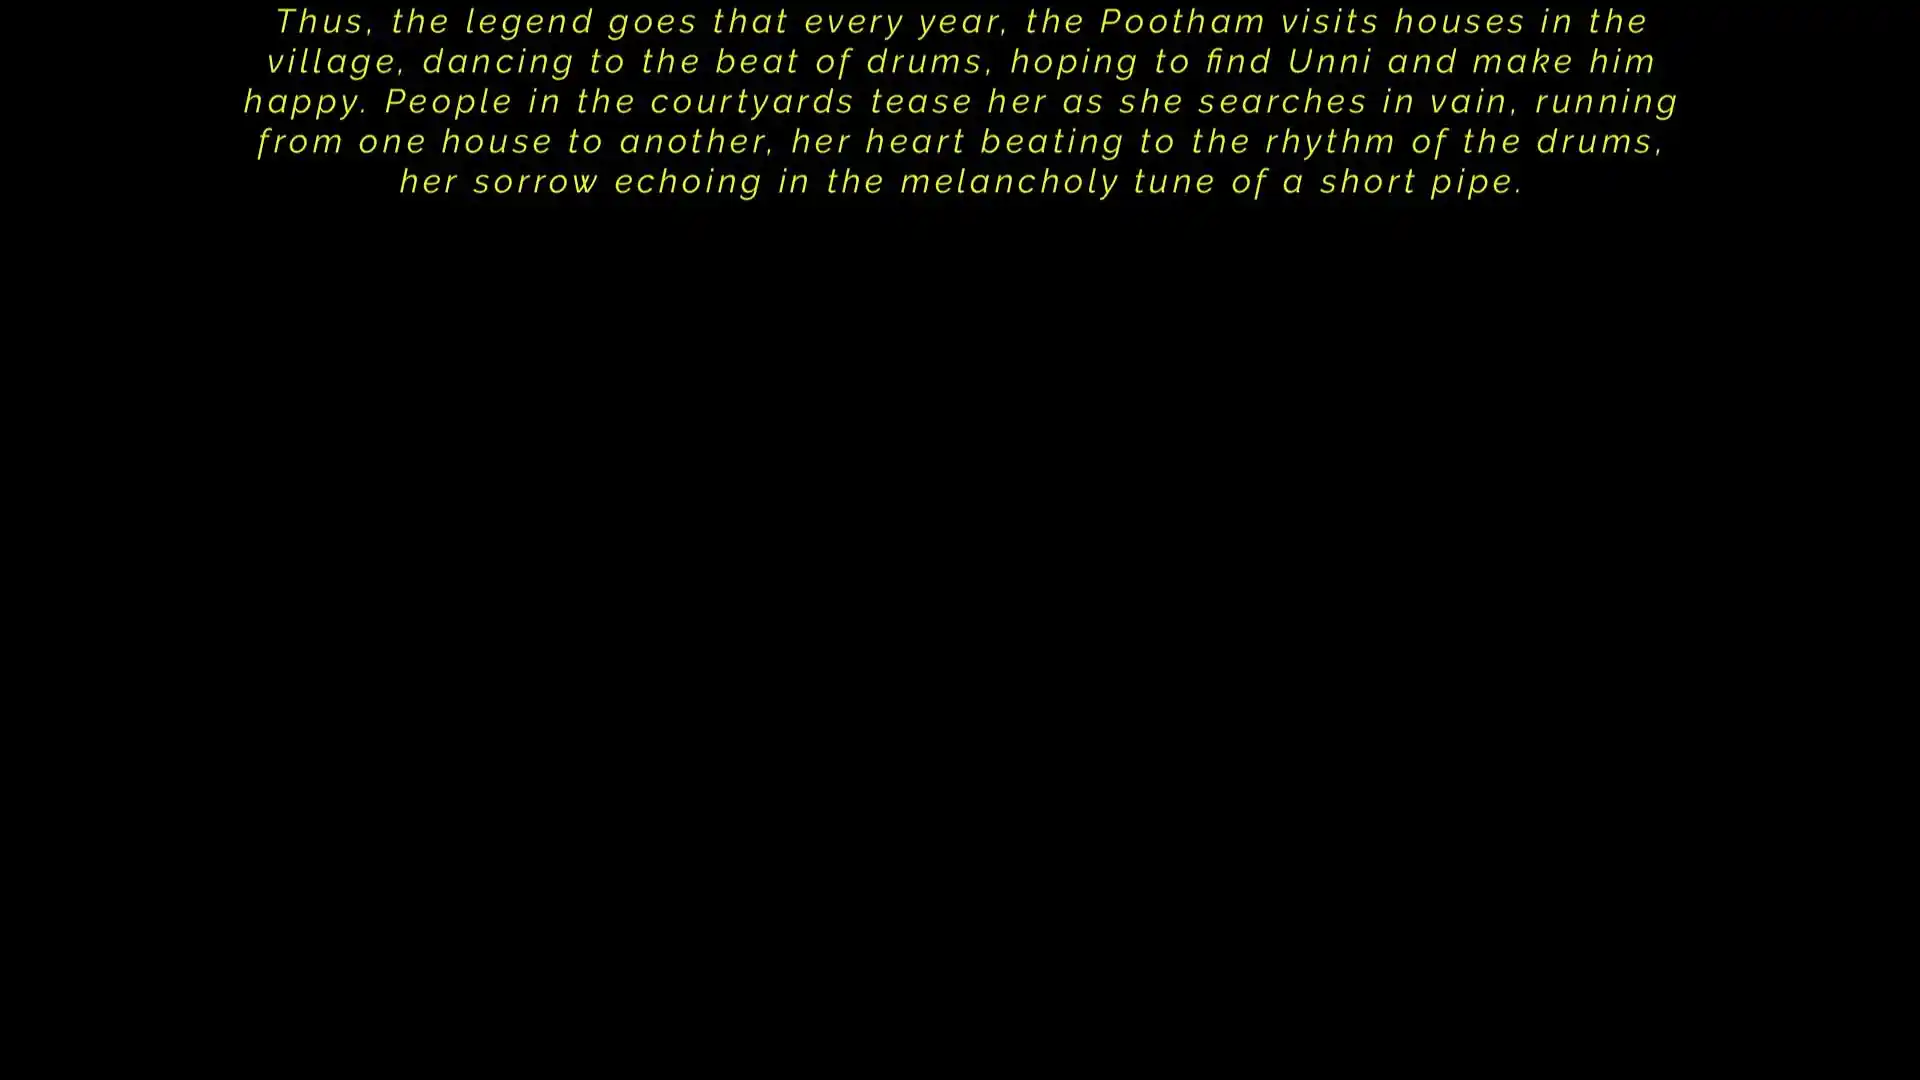 Thus, the legend goes that every year, the Pootham visits houses in the
village, dancing to the beat of drums, hoping to find Unni and make him
happy. People in the courtyards tease her as she searches in vain, running
from one house to another, her heart beating to the rhythm of the drums,
her sorrow echoing in the melancholy tune of a short pipe.